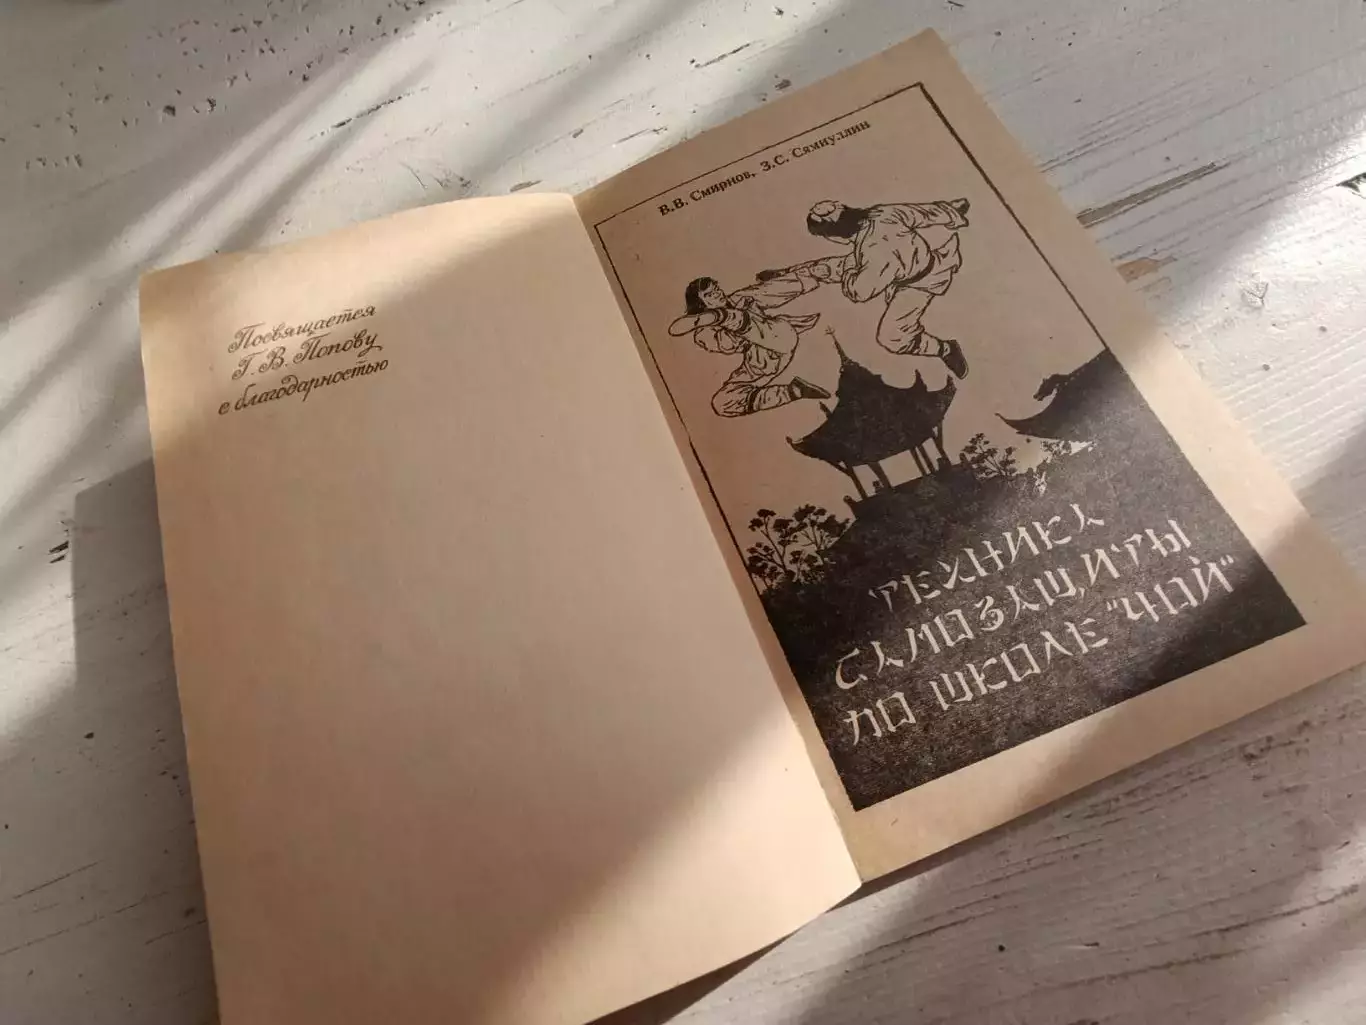 Посвящается
Г. В. Попову
с благодарностью
В.В. Смирнов, З.С. Сямиуллин
ТЕХНИКА
САМОЗАЩИТЫ
ПО ШКОЛЕ "ЧОЙ"